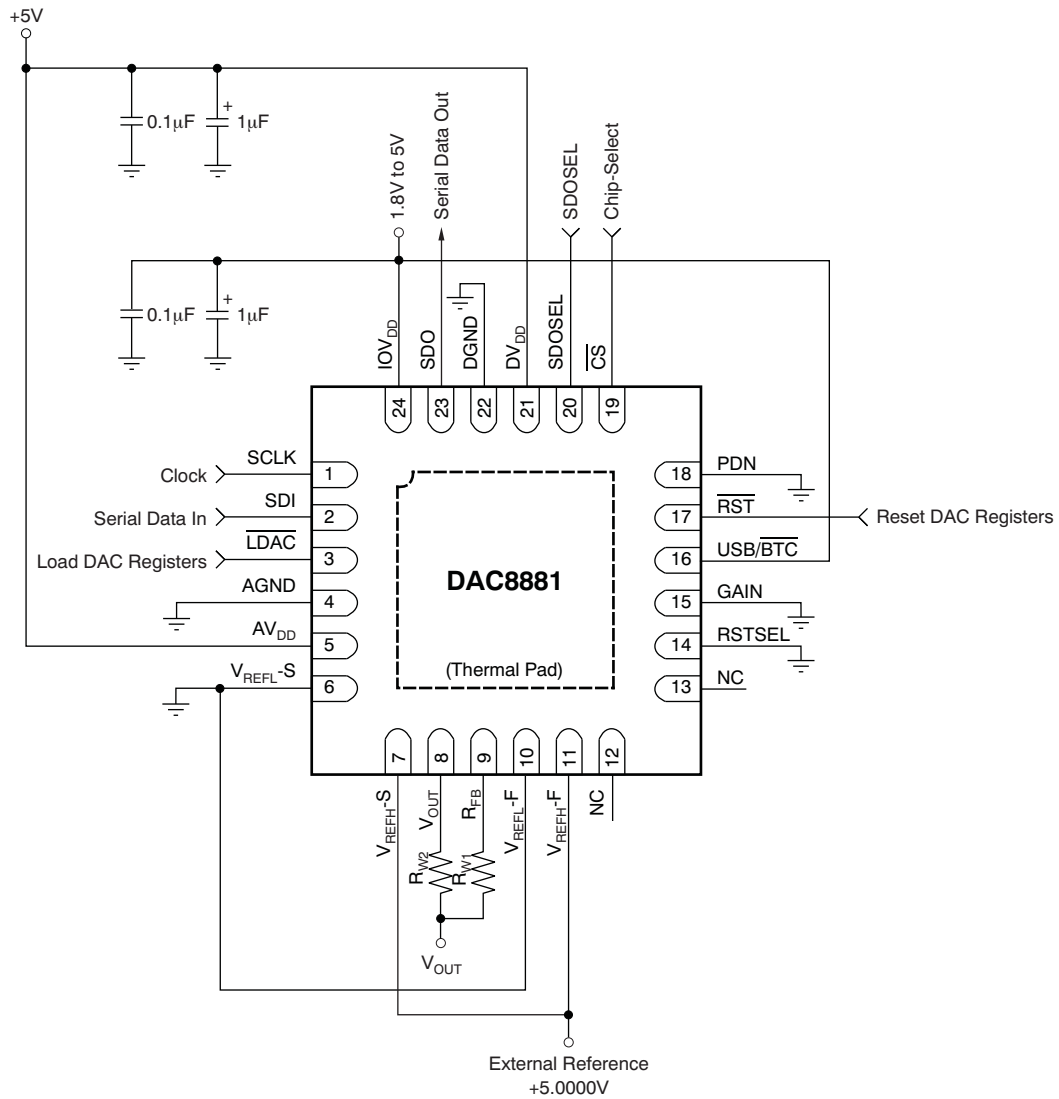 +5V
0.1μF
+
1μF
1.8V to 5V
Serial Data Out
SDOSEL
Chip-Select
0.1μF
+
1μF
IOVDD
SDO
DGND
DVDD
SDOSEL
CS
24
23
22
21
20
19
Clock
SCLK
1
Serial Data In
SDI
2
Load DAC Registers
LDAC
3
AGND
4
AVDD
5
VREFL-S
6
DAC8881
(Thermal Pad)
18
PDN
17
RST
Reset DAC Registers
16
USB/BTC
15
GAIN
14
RSTSEL
13
NC
7
8
9
10
11
12
VREFH-S
VOUT
RFB
VREFL-F
VREFH-F
NC
RW2
RW1
VOUT
External Reference
+5.0000V